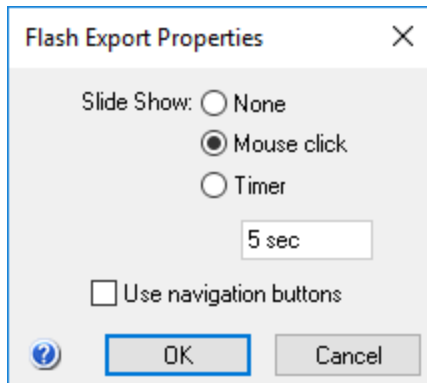 Flash Export Properties
Slide Show: None
Mouse click
Timer
5 sec
Use navigation buttons
? OK Cancel